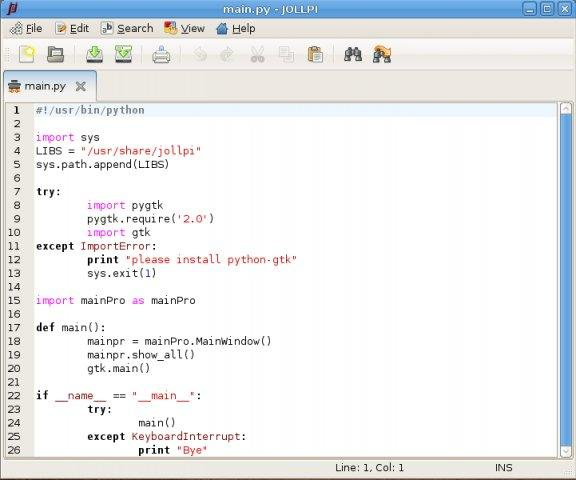 main.py - JOLLPI
File Edit Search View Help
main.py
1 #!/usr/bin/python
2
3 import sys
4 LIBS = "/usr/share/jollpi"
5 sys.path.append(LIBS)
6
7 try:
8         import pygtk
9         pygtk.require('2.0')
10         import gtk
11 except ImportError:
12         print "please install python-gtk"
13         sys.exit(1)
14
15 import mainPro as mainPro
16
17 def main():
18         mainpr = mainPro.MainWindow()
19         mainpr.show_all()
20         gtk.main()
21
22 if __name__ == "__main__":
23         try:
24                 main()
25         except KeyboardInterrupt:
26                 print "Bye"
Line: 1, Col: 1 INS